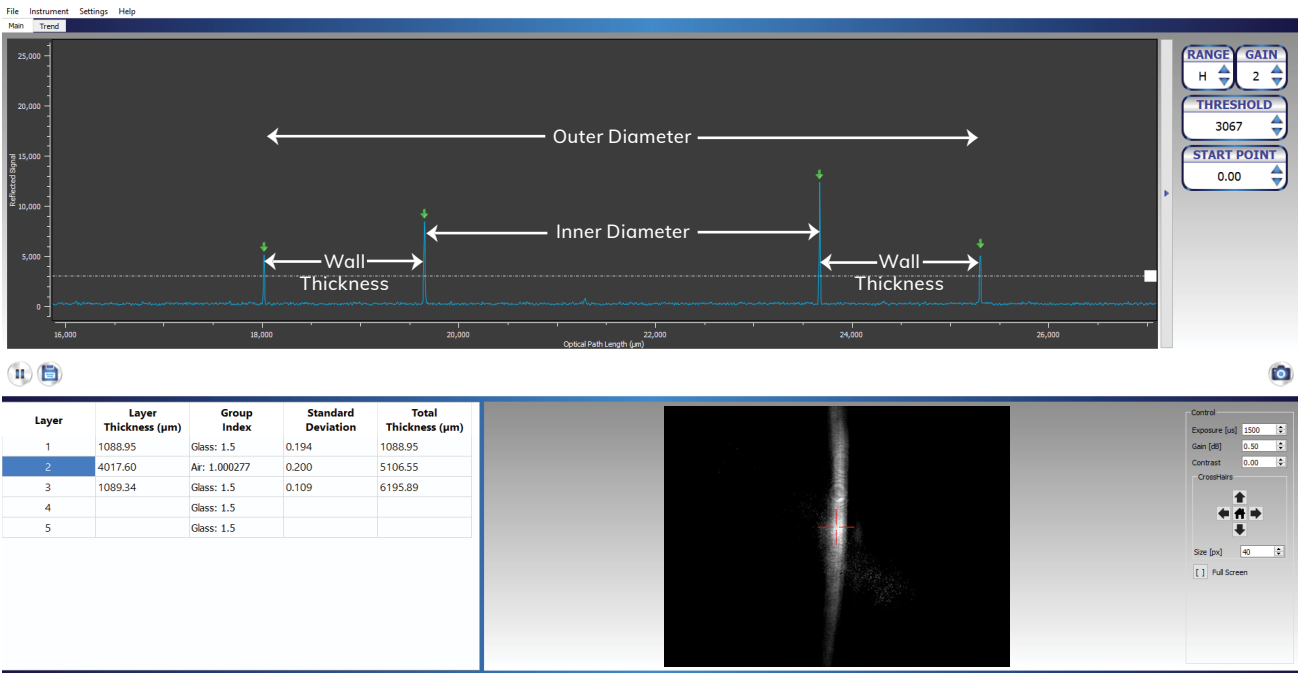 File Instrument Settings Help
Main Trend
25,000
20,000
15,000
10,000
5,000
0
Reflected Signal
Outer Diameter
Inner Diameter
Wall Thickness
Wall Thickness
16,000 18,000 20,000 22,000 24,000 26,000
Optical Path Length (µm)
RANGE GAIN
H 2
THRESHOLD
3067
START POINT
0.00
Layer Layer Thickness (µm) Group Index Standard Deviation Total Thickness (µm)
1 1088.95 Glass: 1.5 0.194 1088.95
2 4017.60 Air: 1.000277 0.200 5106.55
3 1089.34 Glass: 1.5 0.109 6195.89
4 Glass: 1.5
5 Glass: 1.5
Control
Exposure [us] 1500
Gain [dB] 0.50
Contrast 0.00
CrossHairs
Size [px] 40
[ ] Full Screen